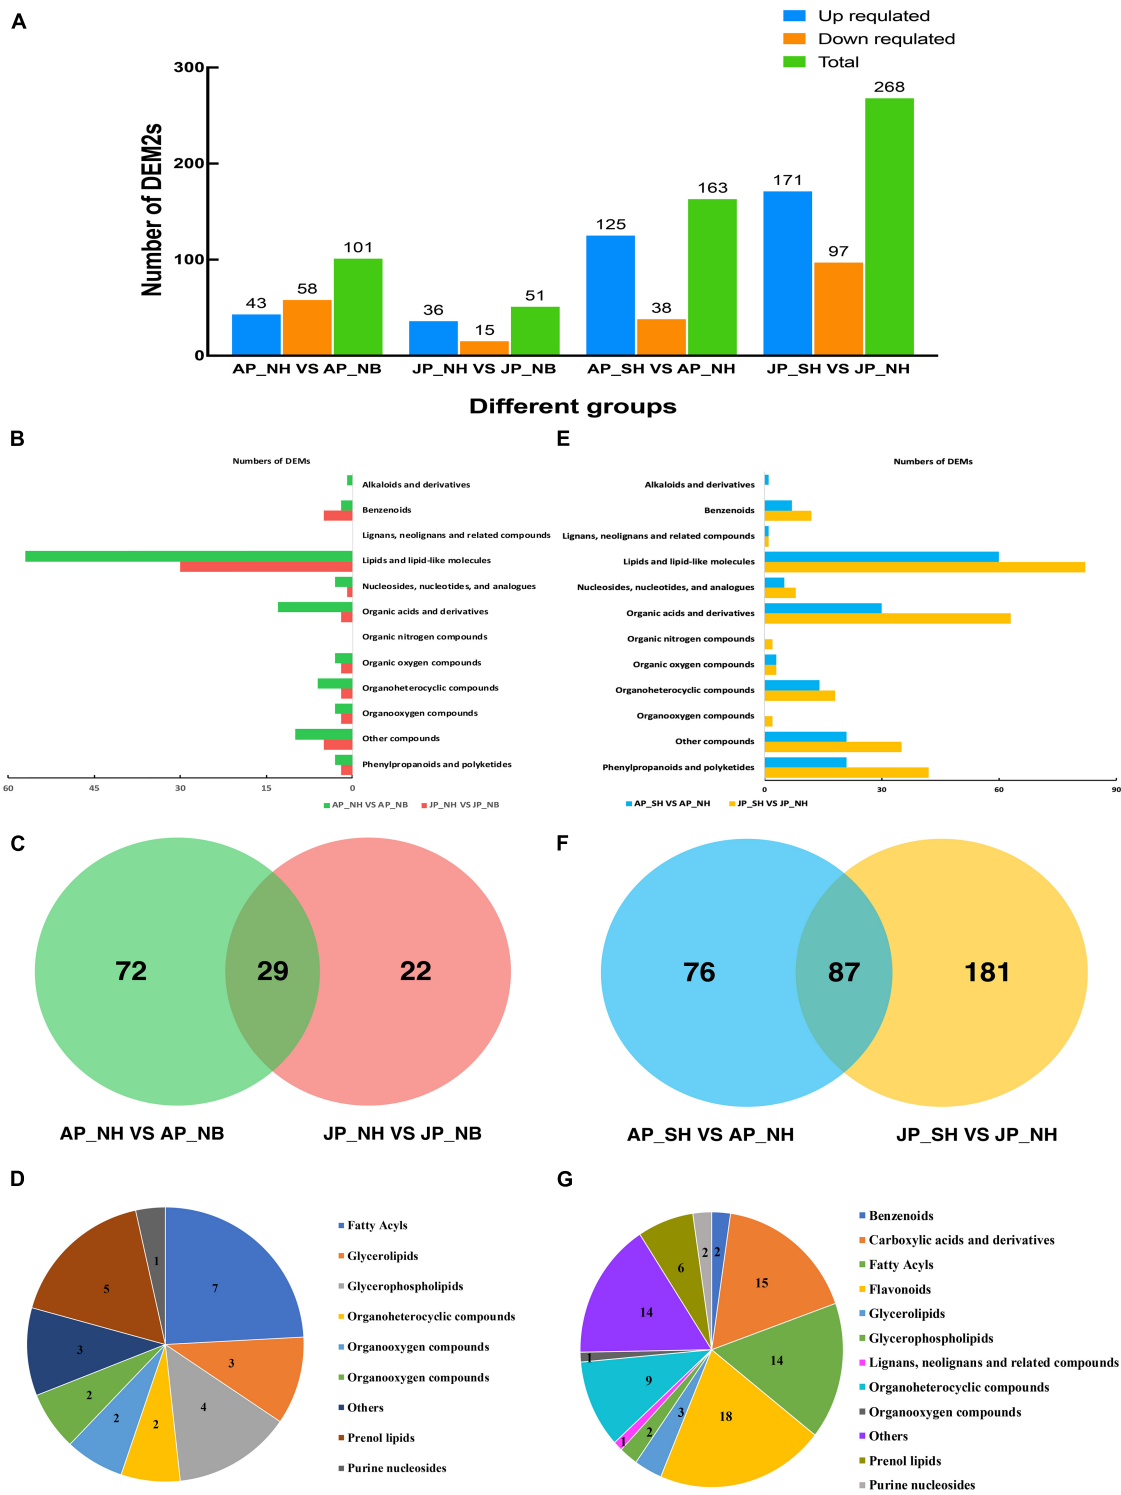 A
Up requlated
Down requlated
Total
Number of DEM2s
300
200
100
0
43
58
101
36
15
51
125
38
163
171
97
268
AP_NH VS AP_NB
JP_NH VS JP_NB
AP_SH VS AP_NH
JP_SH VS JP_NH
Different groups
B
Numbers of DEMs
Alkaloids and derivatives
Benzenoids
Lignans, neolignans and related compounds
Lipids and lipid-like molecules
Nucleosides, nucleotides, and analogues
Organic acids and derivatives
Organic nitrogen compounds
Organic oxygen compounds
Organoheterocyclic compounds
Organooxygen compounds
Other compounds
Phenylpropanoids and polyketides
60
45
30
15
0
AP_NH VS AP_NB
JP_NH VS JP_NB
E
Numbers of DEMs
Alkaloids and derivatives
Benzenoids
Lignans, neolignans and related compounds
Lipids and lipid-like molecules
Nucleosides, nucleotides, and analogues
Organic acids and derivatives
Organic nitrogen compounds
Organic oxygen compounds
Organoheterocyclic compounds
Organooxygen compounds
Other compounds
Phenylpropanoids and polyketides
0
30
60
90
AP_SH VS AP_NH
JP_SH VS JP_NH
C
72
29
22
AP_NH VS AP_NB
JP_NH VS JP_NB
F
76
87
181
AP_SH VS AP_NH
JP_SH VS JP_NH
D
7
3
4
2
2
2
3
5
1
Fatty Acyls
Glycerolipids
Glycerophospholipids
Organoheterocyclic compounds
Organooxygen compounds
Organooxygen compounds
Others
Prenol lipids
Purine nucleosides
G
2
15
14
18
3
2
1
9
1
14
6
2
Benzenoids
Carboxylic acids and derivatives
Fatty Acyls
Flavonoids
Glycerolipids
Glycerophospholipids
Lignans, neolignans and related compounds
Organoheterocyclic compounds
Organooxygen compounds
Others
Prenol lipids
Purine nucleosides